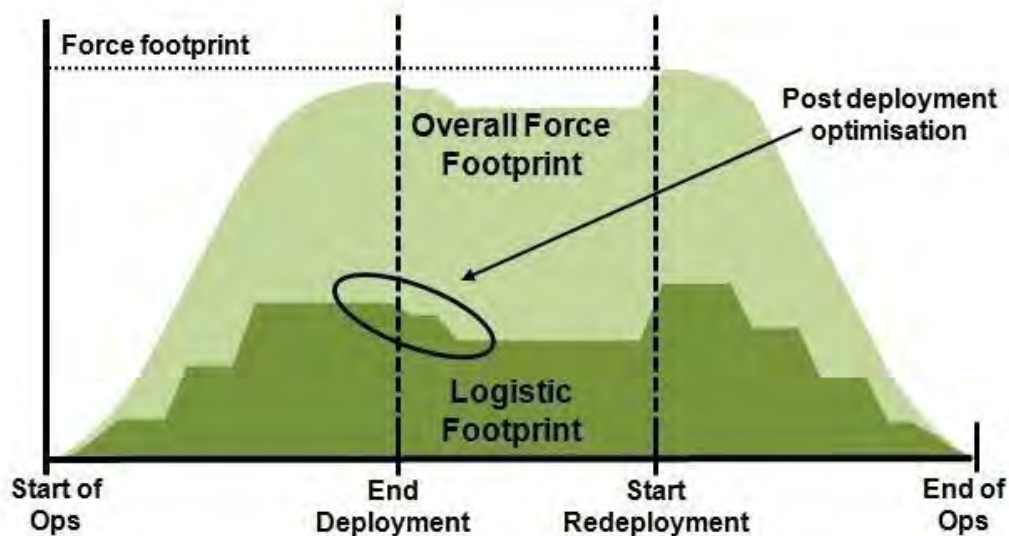 Force footprint
Post deployment
optimisation
Overall Force
Footprint
Logistic
Footprint
Start of
Ops
End
Deployment
Start
Redeployment
End of
Ops